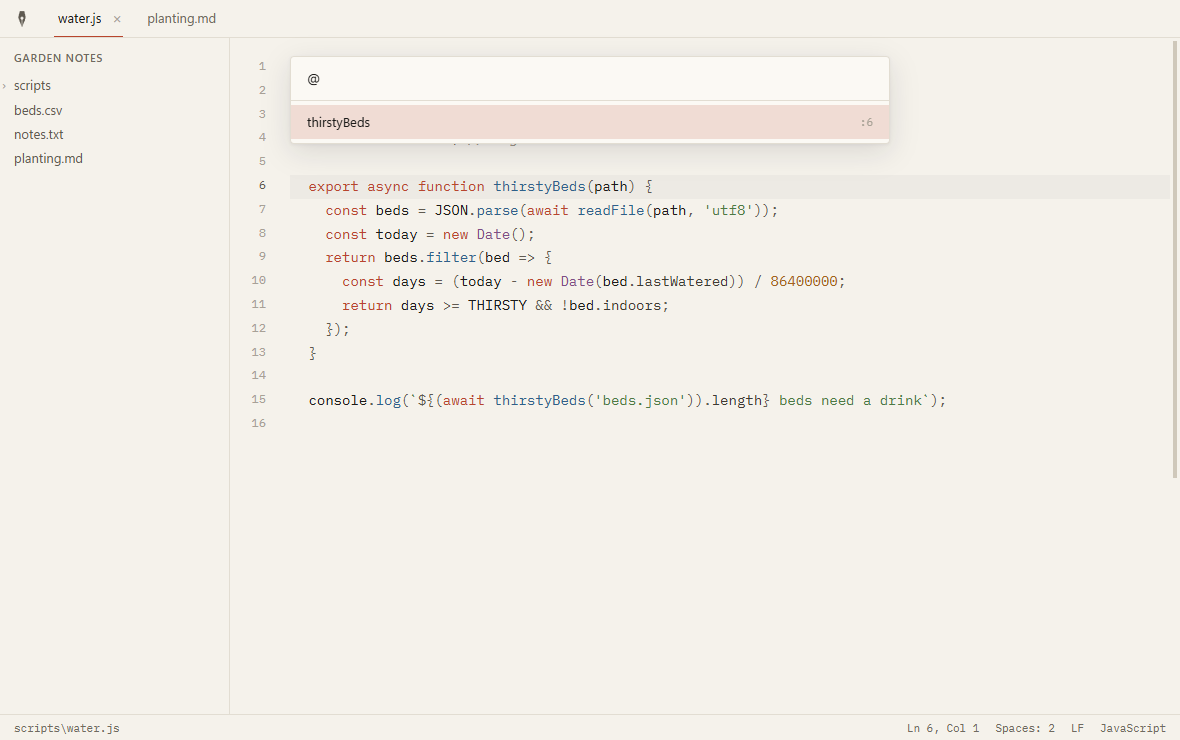 water.js × planting.md
GARDEN NOTES
› scripts
beds.csv
notes.txt
planting.md
@
thirstyBeds :6
1
2
3
4
5
6 export async function thirstyBeds(path) {
7 const beds = JSON.parse(await readFile(path, 'utf8'));
8 const today = new Date();
9 return beds.filter(bed => {
10 const days = (today - new Date(bed.lastWatered)) / 86400000;
11 return days >= THIRSTY && !bed.indoors;
12 });
13 }
14
15 console.log(`${(await thirstyBeds('beds.json')).length} beds need a drink`);
16
scripts\water.js Ln 6, Col 1 Spaces: 2 LF JavaScript